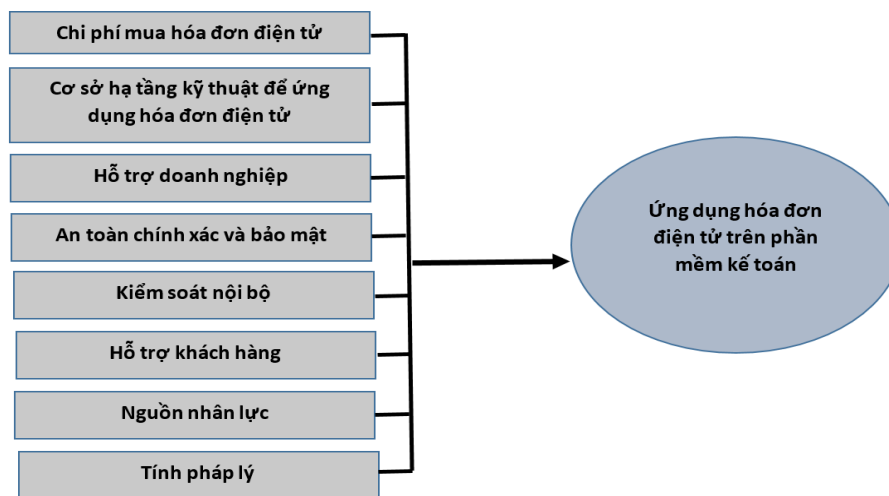 Chi phí mua hóa đơn điện tử
Cơ sở hạ tầng kỹ thuật để ứng
dụng hóa đơn điện tử
Hỗ trợ doanh nghiệp
An toàn chính xác và bảo mật
Kiểm soát nội bộ
Hỗ trợ khách hàng
Nguồn nhân lực
Tính pháp lý
Ứng dụng hóa đơn
điện tử trên phần
mềm kế toán